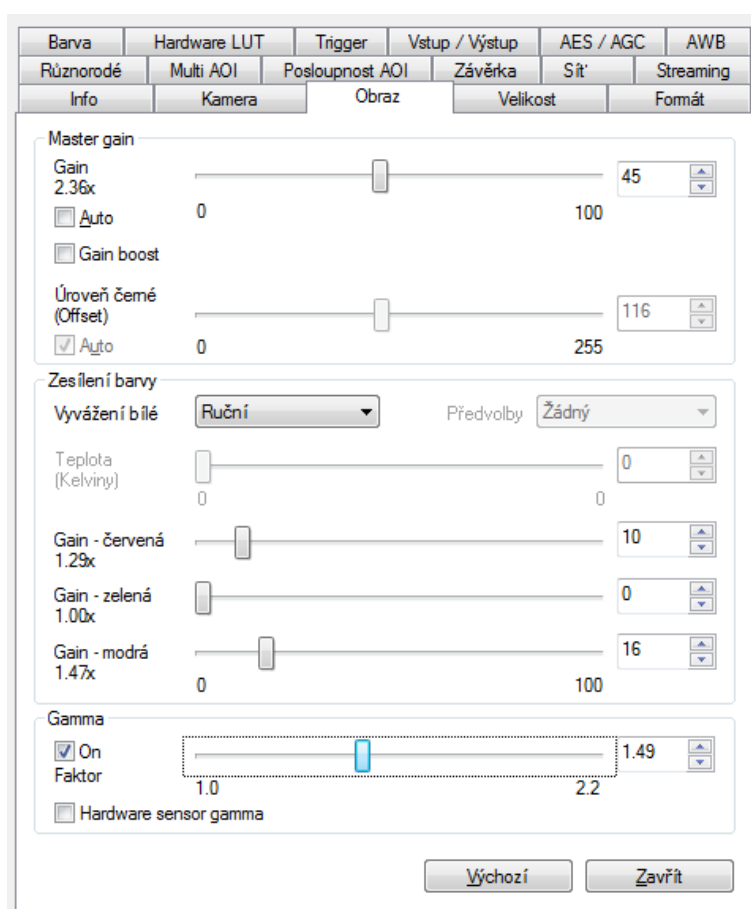 Barva Hardware LUT Trigger Vstup / Výstup AES / AGC AWB
Různorodé Multi AOI Posloupnost AOI Závěrka Síť Streaming
Info Kamera Obraz Velikost Formát
Master gain
Gain
2.36x
45
Auto
0 100
Gain boost
Úroveň černé
(Offset)
116
Auto
0 255
Zesílení barvy
Vyvážení bílé Ruční Předvolby Žádný
Teplota
(Kelviny)
0
0 0
Gain - červená
1.29x
10
Gain - zelená
1.00x
0
Gain - modrá
1.47x
16
0 100
Gamma
On
1.49
Faktor
1.0 2.2
Hardware sensor gamma
Výchozí Zavřít